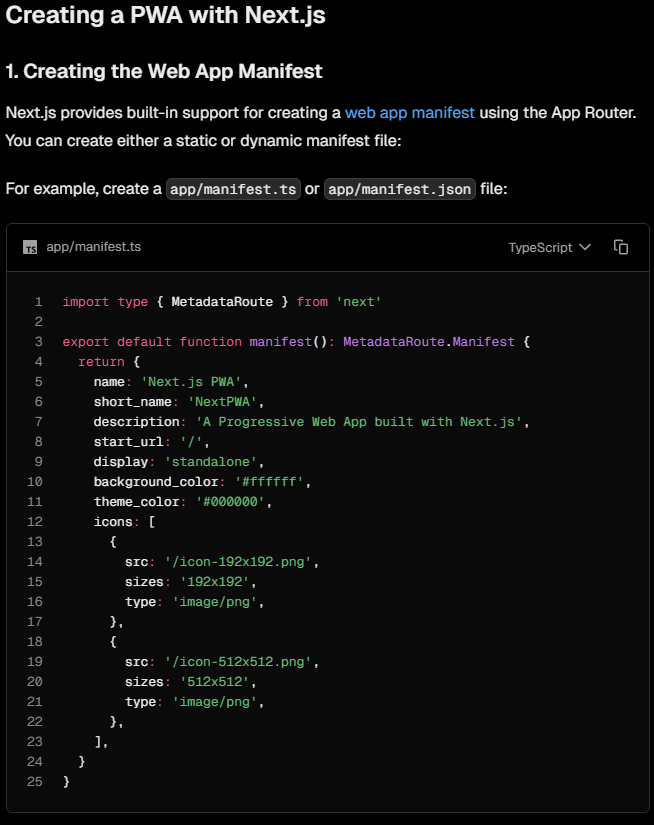 Creating a PWA with Next.js
1. Creating the Web App Manifest
Next.js provides built-in support for creating a web app manifest using the App Router.
You can create either a static or dynamic manifest file:
For example, create a app/manifest.ts or app/manifest.json file:
TS app/manifest.ts TypeScript
1 import type { MetadataRoute } from 'next'
2
3 export default function manifest(): MetadataRoute.Manifest {
4   return {
5     name: 'Next.js PWA',
6     short_name: 'NextPWA',
7     description: 'A Progressive Web App built with Next.js',
8     start_url: '/',
9     display: 'standalone',
10     background_color: '#ffffff',
11     theme_color: '#000000',
12     icons: [
13       {
14         src: '/icon-192x192.png',
15         sizes: '192x192',
16         type: 'image/png',
17       },
18       {
19         src: '/icon-512x512.png',
20         sizes: '512x512',
21         type: 'image/png',
22       },
23     ],
24   }
25 }